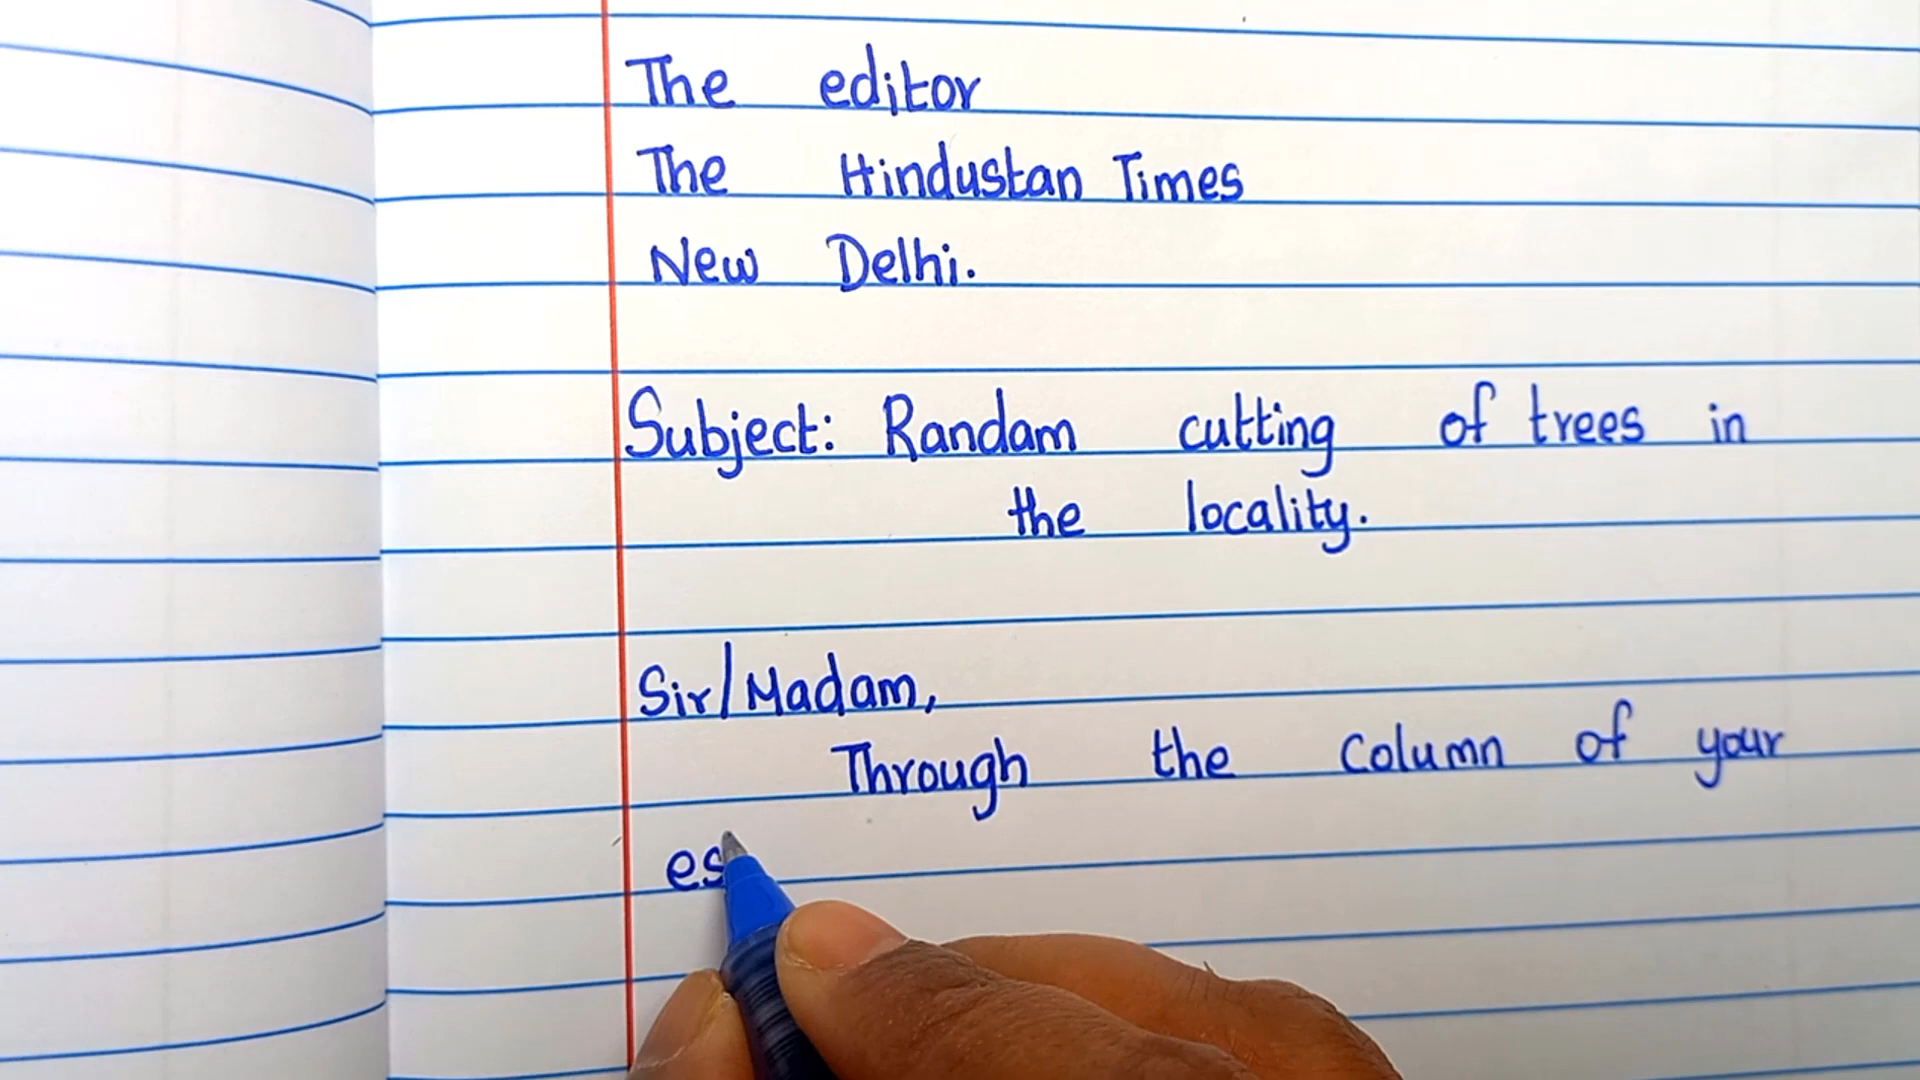 The editor
The Hindustan Times
New Delhi.
Subject: Randam cutting of trees in
the locality.
Sir/Madam,
Through the column of your
es